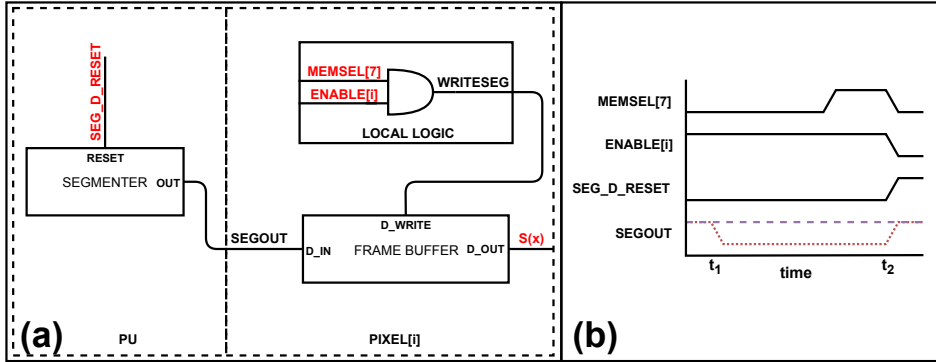 SEG_D_RESET
RESET
SEGMENTER OUT
MEMSEL[7]
ENABLE[i]
WRITESEG
LOCAL LOGIC
SEGOUT
D_WRITE
D_IN FRAME BUFFER D_OUT
S(x)
(a)
PU
PIXEL[i]
MEMSEL[7]
ENABLE[i]
SEG_D_RESET
SEGOUT
t1 time t2
(b)